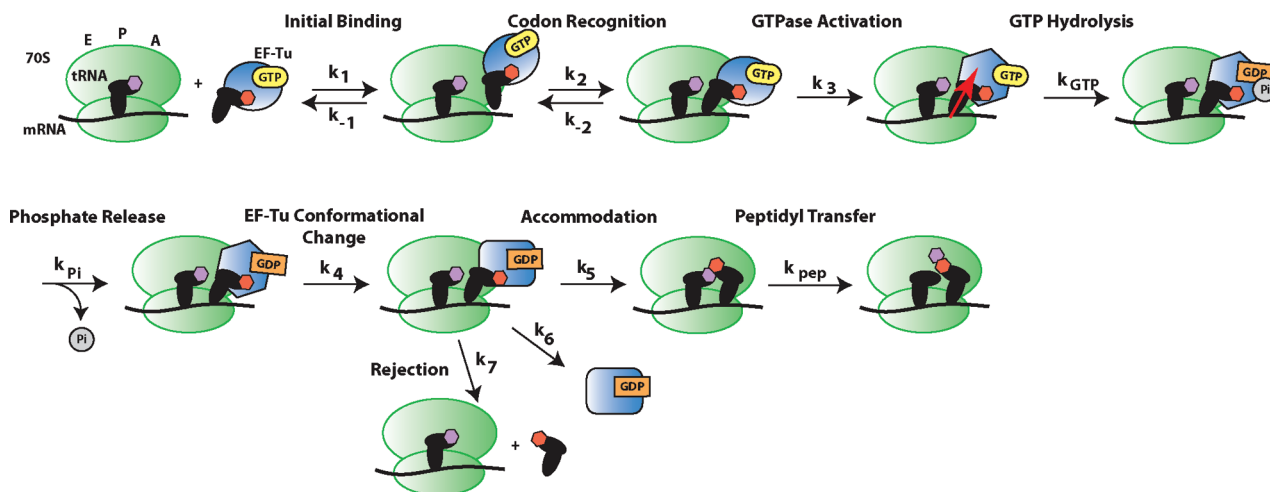 Initial Binding
Codon Recognition
GTPase Activation
GTP Hydrolysis
E P A
70S
EF-Tu
tRNA
GTP
+
mRNA
k1
k-1
GTP
k2
k-2
GTP
k3
GTP
kGTP
GDP
Pi
Phosphate Release
EF-Tu Conformational
Change
Accommodation
Peptidyl Transfer
kPi
Pi
GDP
k4
GDP
k5
kpep
k6
GDP
Rejection
k7
+